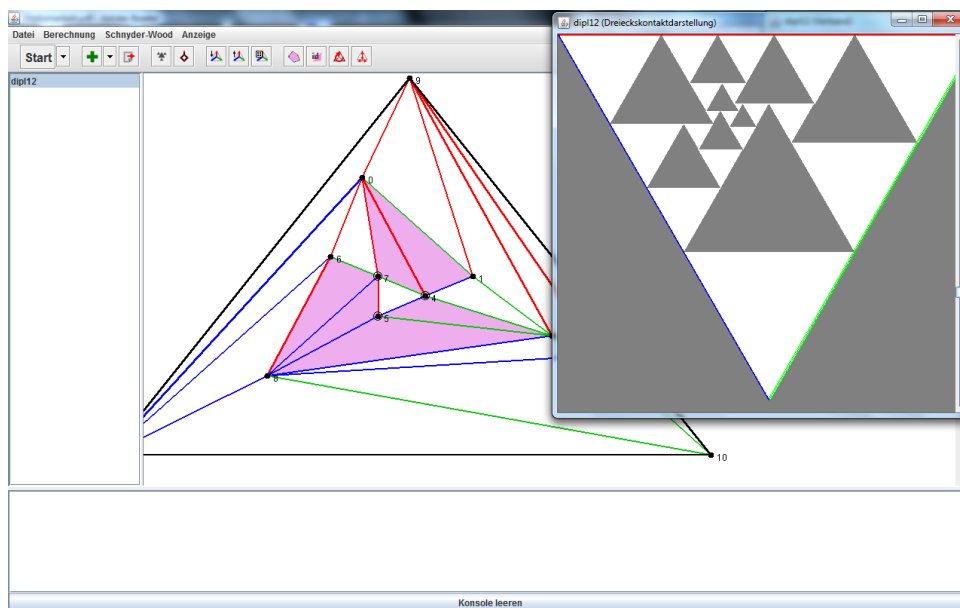 dipl12 (Dreieckskontaktdarstellung)
Datei Berechnung Schnyder-Wood Anzeige
Start
id
dipl12
9
0
6
7
1
4
5
8
10
Konsole leeren